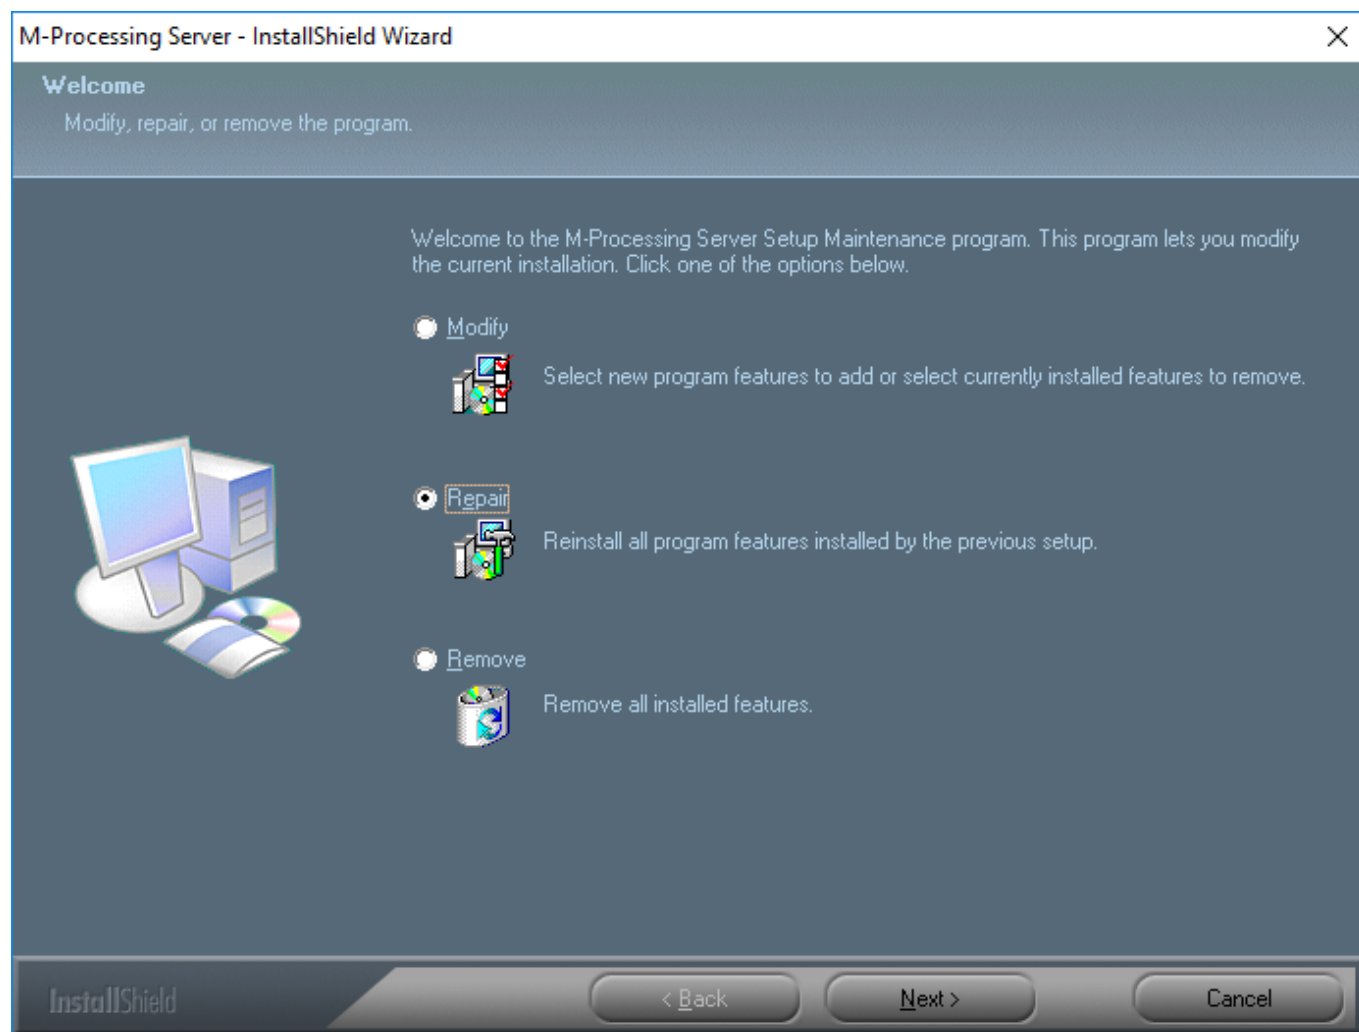 M-Processing Server - InstallShield Wizard
Welcome
Modify, repair, or remove the program.
Welcome to the M-Processing Server Setup Maintenance program. This program lets you modify
the current installation. Click one of the options below.
Modify
Select new program features to add or select currently installed features to remove.
Repair
Reinstall all program features installed by the previous setup.
Remove
Remove all installed features.
InstallShield
< Back
Next >
Cancel